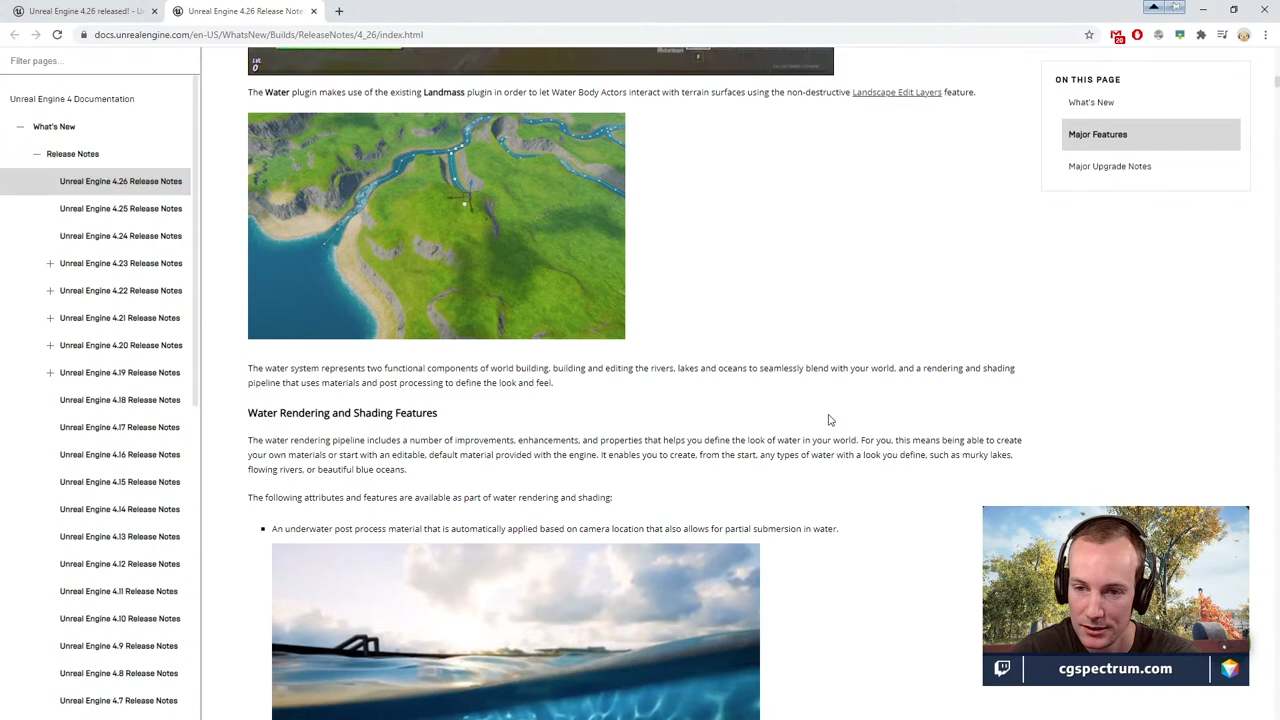 Unreal Engine 4.26 released! - U
Unreal Engine 4.26 Release Note
docs.unrealengine.com/en-US/WhatsNew/Builds/ReleaseNotes/4_26/index.html
20
Filter pages...
Unreal Engine 4 Documentation
What's New
Release Notes
Unreal Engine 4.26 Release Notes
Unreal Engine 4.25 Release Notes
Unreal Engine 4.24 Release Notes
Unreal Engine 4.23 Release Notes
Unreal Engine 4.22 Release Notes
Unreal Engine 4.21 Release Notes
Unreal Engine 4.20 Release Notes
Unreal Engine 4.19 Release Notes
Unreal Engine 4.18 Release Notes
Unreal Engine 4.17 Release Notes
Unreal Engine 4.16 Release Notes
Unreal Engine 4.15 Release Notes
Unreal Engine 4.14 Release Notes
Unreal Engine 4.13 Release Notes
Unreal Engine 4.12 Release Notes
Unreal Engine 4.11 Release Notes
Unreal Engine 4.10 Release Notes
Unreal Engine 4.9 Release Notes
Unreal Engine 4.8 Release Notes
Unreal Engine 4.7 Release Notes
LVL
0
F
The Water plugin makes use of the existing Landmass plugin in order to let Water Body Actors interact with terrain surfaces using the non-destructive Landscape Edit Layers feature.
The water system represents two functional components of world building, building and editing the rivers, lakes and oceans to seamlessly blend with your world, and a rendering and shading
pipeline that uses materials and post processing to define the look and feel.
Water Rendering and Shading Features
The water rendering pipeline includes a number of improvements, enhancements, and properties that helps you define the look of water in your world. For you, this means being able to create
your own materials or start with an editable, default material provided with the engine. It enables you to create, from the start, any types of water with a look you define, such as murky lakes,
flowing rivers, or beautiful blue oceans.
The following attributes and features are available as part of water rendering and shading:
An underwater post process material that is automatically applied based on camera location that also allows for partial submersion in water.
ON THIS PAGE
What's New
Major Features
Major Upgrade Notes
cgspectrum.com